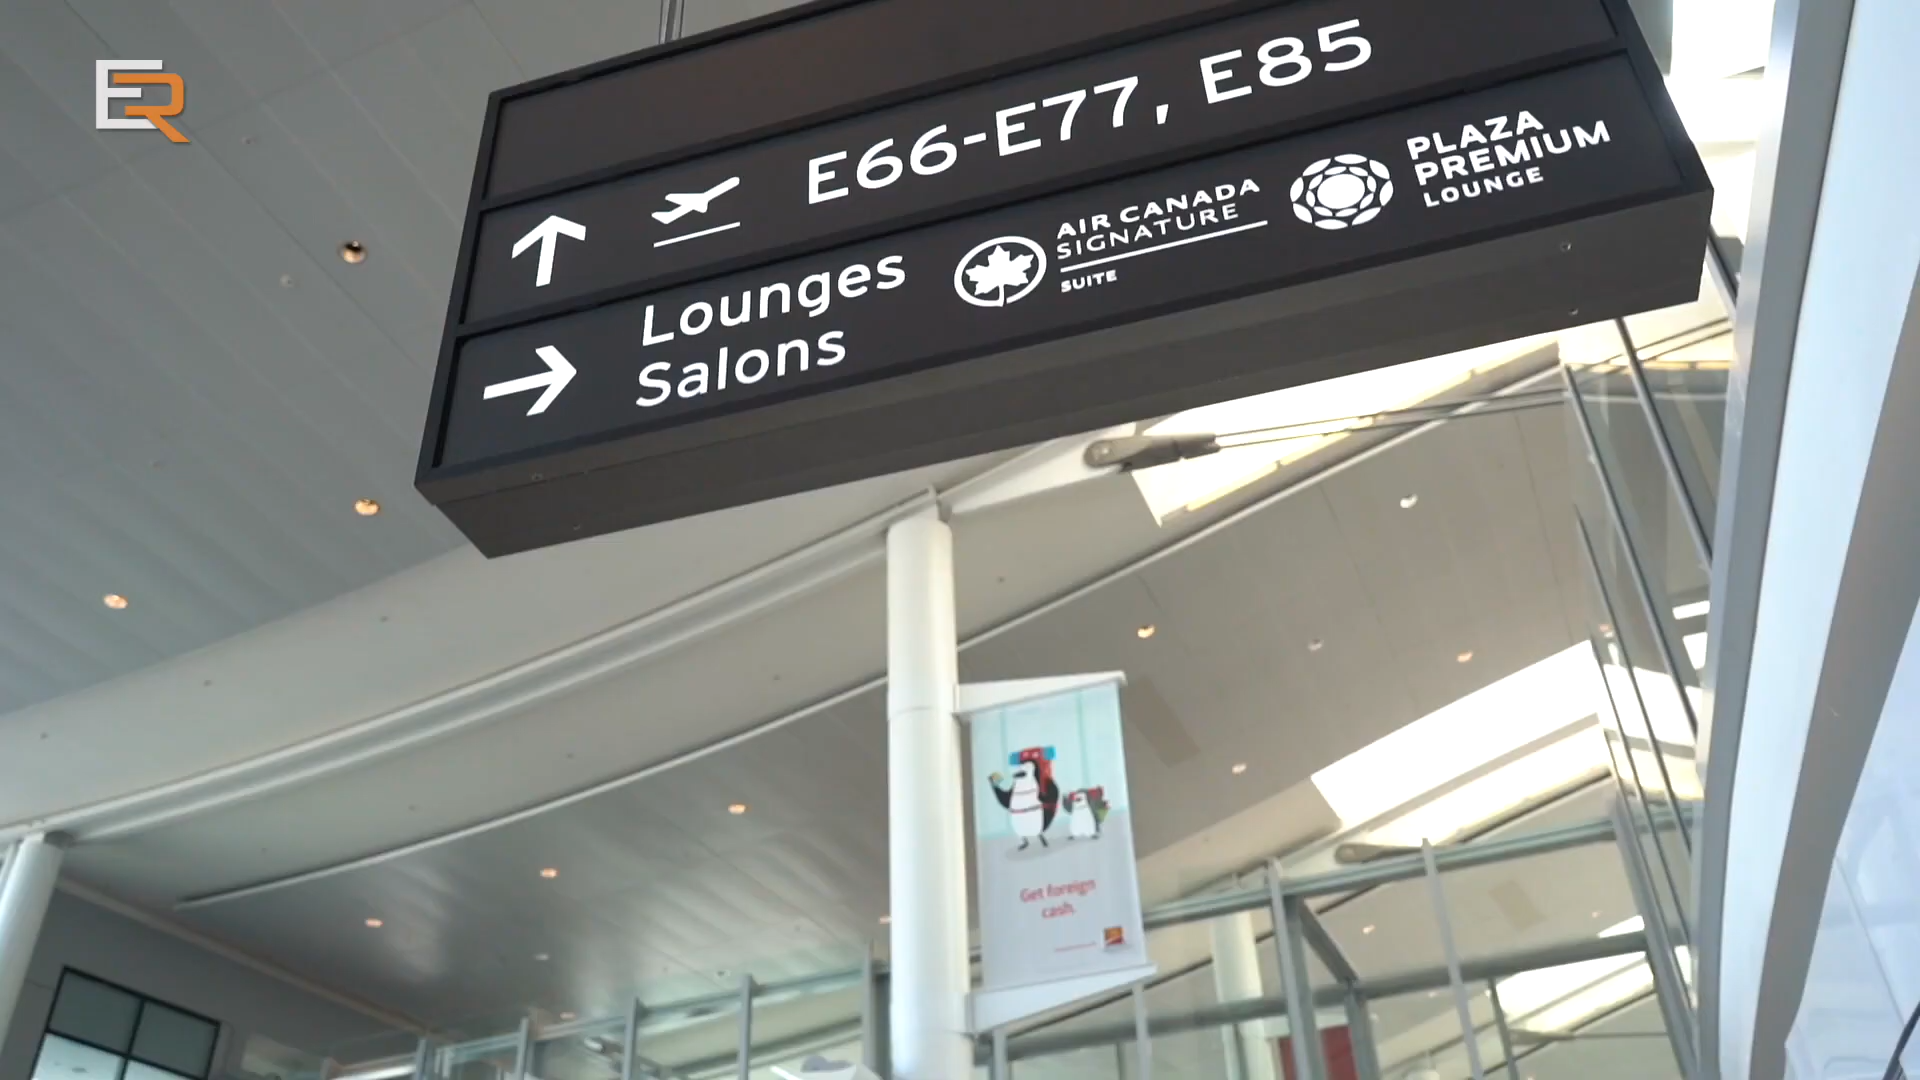 ER
E66-E77, E85
Lounges
Salons
AIR CANADA
SIGNATURE
SUITE
PLAZA
PREMIUM
LOUNGE
Get foreign
cash.